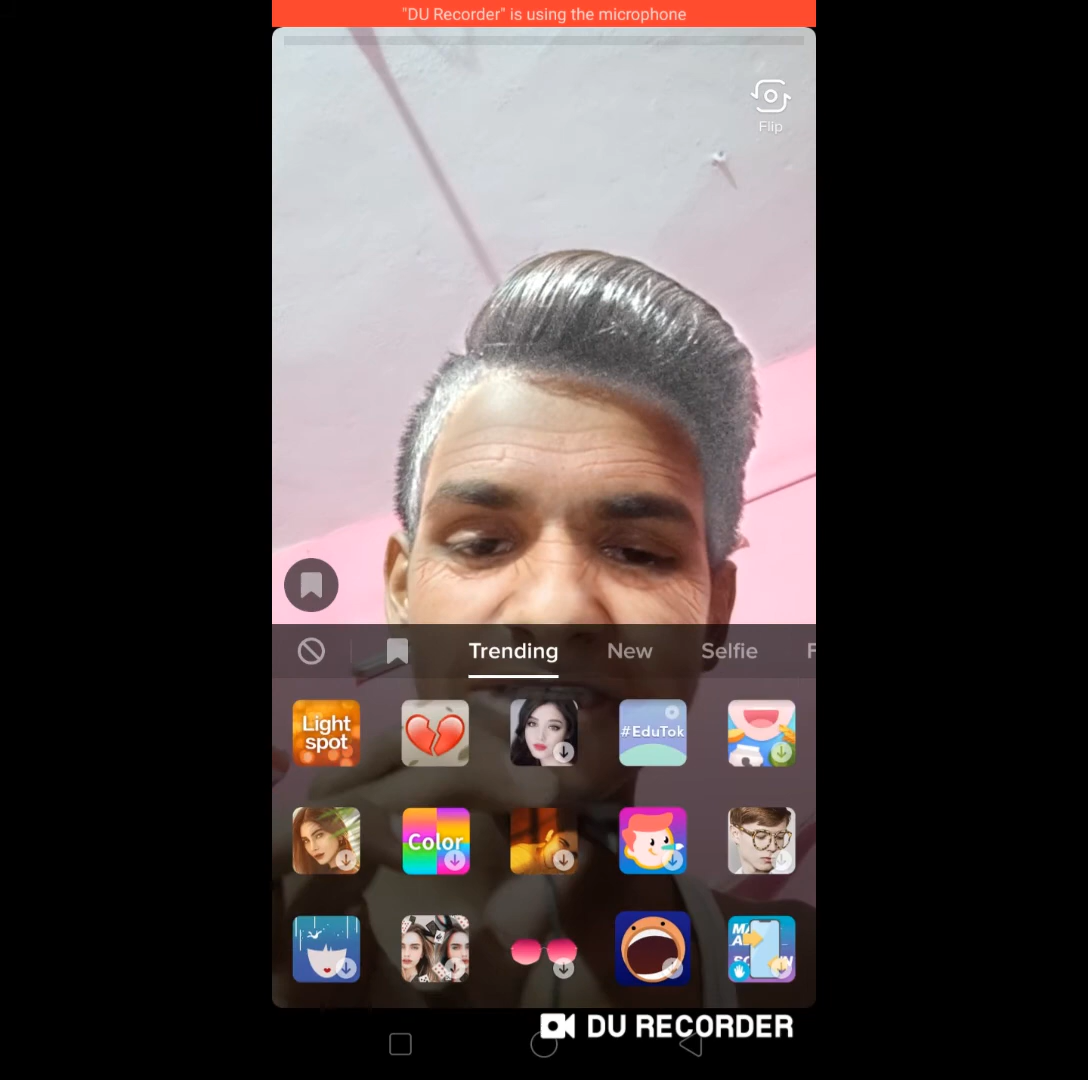 "DU Recorder" is using the microphone
Flip
Trending New Selfie F
Light
spot
#EduTok
Color
DU RECORDER